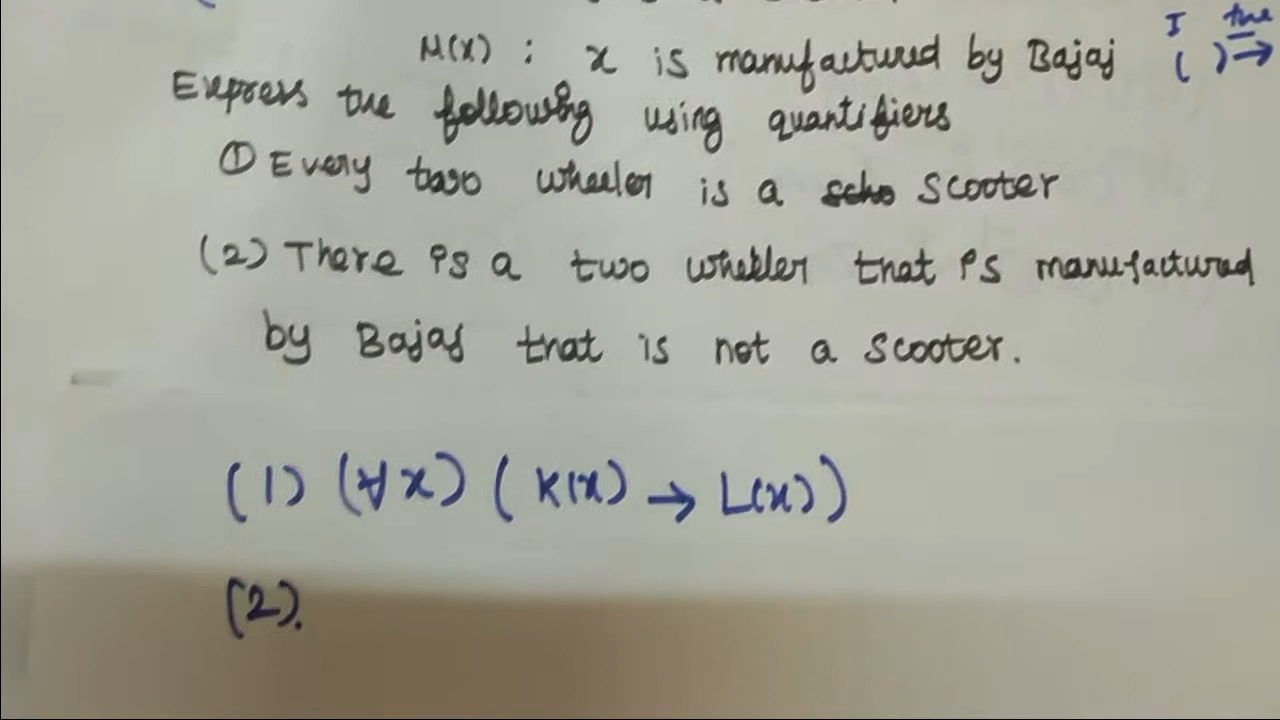 M(x) : x is manufactured by Bajaj
I the
( ) ⇒
Express the following using quantifiers
① Every two wheeler is a scho scooter
(2) There is a two wheeler that is manufactured
by Bajaj that is not a scooter.
(1) (∀x) ( K(x) → L(x) )
(2).